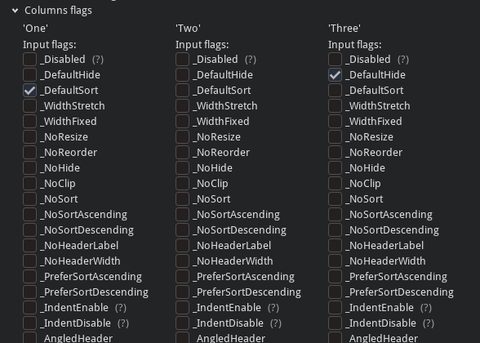 Columns flags
'One' 'Two' 'Three'
Input flags: Input flags: Input flags:
_Disabled (?) _Disabled (?) _Disabled (?)
_DefaultHide _DefaultHide _DefaultHide
_DefaultSort _DefaultSort _DefaultSort
_WidthStretch _WidthStretch _WidthStretch
_WidthFixed _WidthFixed _WidthFixed
_NoResize _NoResize _NoResize
_NoReorder _NoReorder _NoReorder
_NoHide _NoHide _NoHide
_NoClip _NoClip _NoClip
_NoSort _NoSort _NoSort
_NoSortAscending _NoSortAscending _NoSortAscending
_NoSortDescending _NoSortDescending _NoSortDescending
_NoHeaderLabel _NoHeaderLabel _NoHeaderLabel
_NoHeaderWidth _NoHeaderWidth _NoHeaderWidth
_PreferSortAscending _PreferSortAscending _PreferSortAscending
_PreferSortDescending _PreferSortDescending _PreferSortDescending
_IndentEnable (?) _IndentEnable (?) _IndentEnable (?)
_IndentDisable (?) _IndentDisable (?) _IndentDisable (?)
_AngledHeader _AngledHeader _AngledHeader